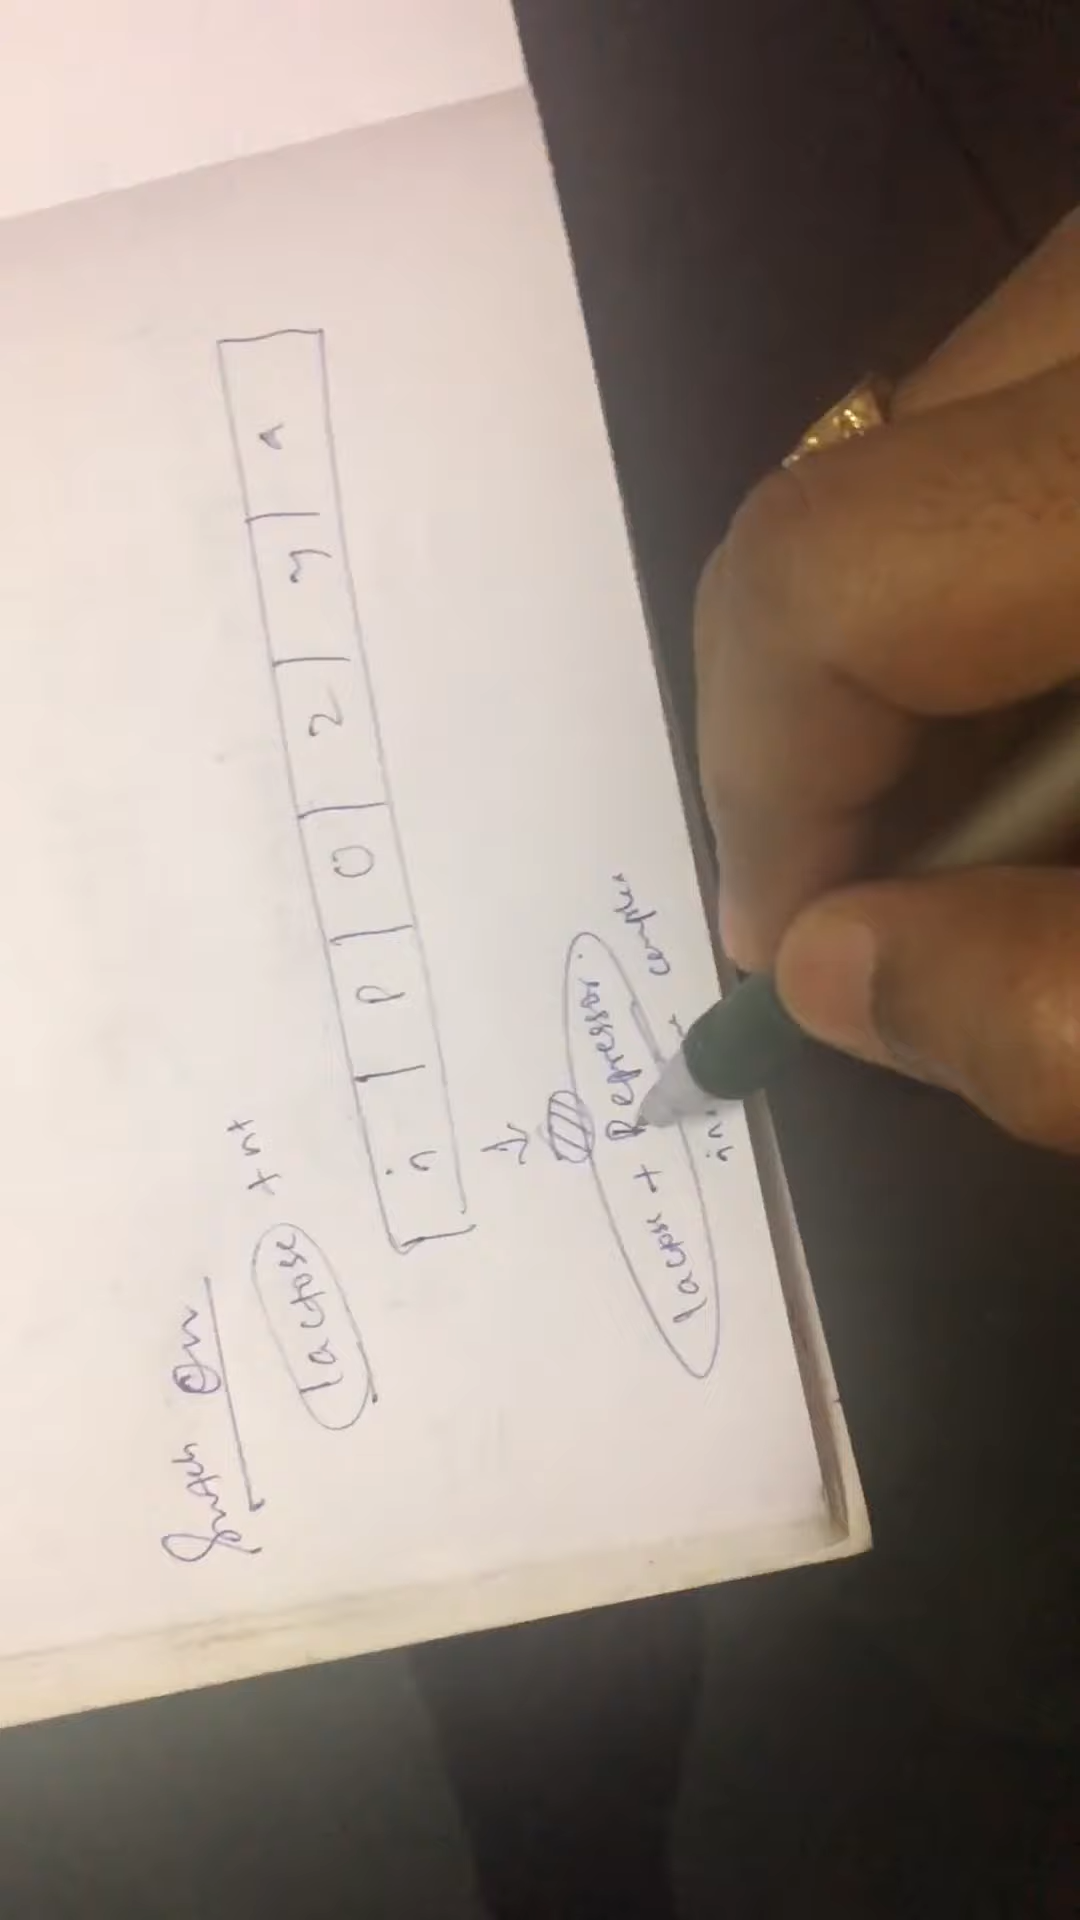 Switch On
lactose + nt
i P O z y a
lactose + Repressor.
complex